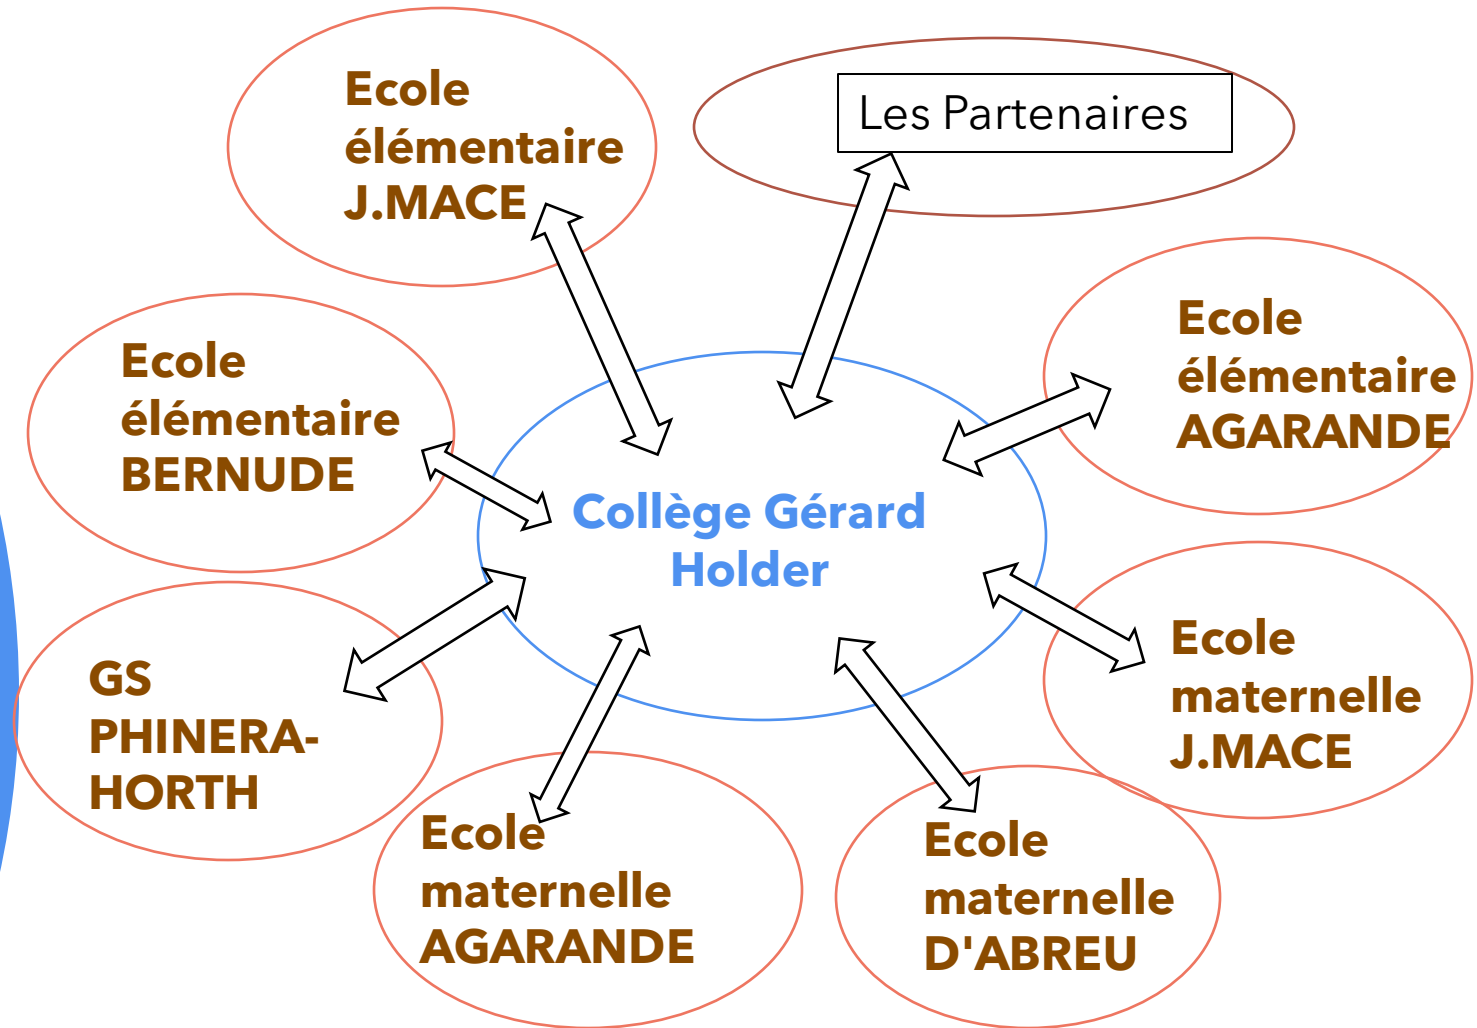 Ecole
élémentaire
J.MACE
Les Partenaires
Ecole
élémentaire
AGARANDE
Ecole
élémentaire
BERNUDE
Collège Gérard
Holder
Ecole
maternelle
J.MACE
GS
PHINERA-
HORTH
Ecole
maternelle
AGARANDE
Ecole
maternelle
D'ABREU